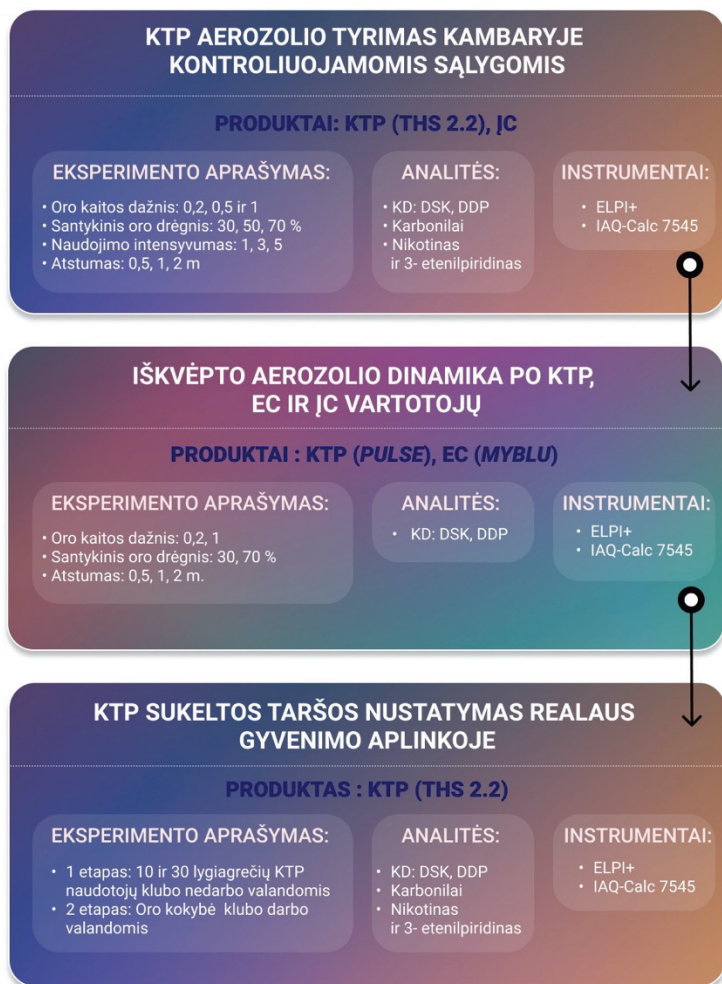 KTP AEROZOLIO TYRIMAS KAMBARYJE
KONTROLIUOJAMOMIS SĄLYGOMIS
PRODUKTAI: KTP (THS 2.2), ĮC
EKSPERIMENTO APRAŠYMAS:
• Oro kaitos dažnis: 0,2, 0,5 ir 1
• Santykinis oro drėgnis: 30, 50, 70 %
• Naudojimo intensyvumas: 1, 3, 5
• Atstumas: 0,5, 1, 2 m
ANALITĖS:
• KD: DSK, DDP
• Karbonilai
• Nikotinas
ir 3- etenilpiridinas
INSTRUMENTAI:
• ELPI+
• IAQ-Calc 7545
IŠKVĖPTO AEROZOLIO DINAMIKA PO KTP,
EC IR ĮC VARTOTOJŲ
PRODUKTAI : KTP (PULSE), EC (MYBLU)
EKSPERIMENTO APRAŠYMAS:
• Oro kaitos dažnis: 0,2, 1
• Santykinis oro drėgnis: 30, 70 %
• Atstumas: 0,5, 1, 2 m.
ANALITĖS:
• KD: DSK, DDP
INSTRUMENTAI:
• ELPI+
• IAQ-Calc 7545
KTP SUKELTOS TARŠOS NUSTATYMAS REALAUS
GYVENIMO APLINKOJE
PRODUKTAS : KTP (THS 2.2)
EKSPERIMENTO APRAŠYMAS:
• 1 etapas: 10 ir 30 lygiagrečių KTP
naudotojų klubo nedarbo valandomis
• 2 etapas: Oro kokybė klubo darbo
valandomis
ANALITĖS:
• KD: DSK, DDP
• Karbonilai
• Nikotinas
ir 3- etenilpiridinas
INSTRUMENTAI:
• ELPI+
• IAQ-Calc 7545